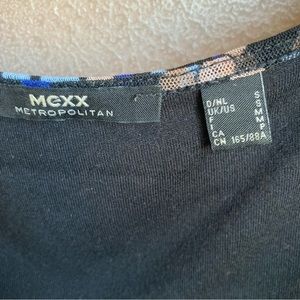 MEXX
METROPOLITAN
D/NL S
UK/US S
F M
I M
CA P
CN 165/88A